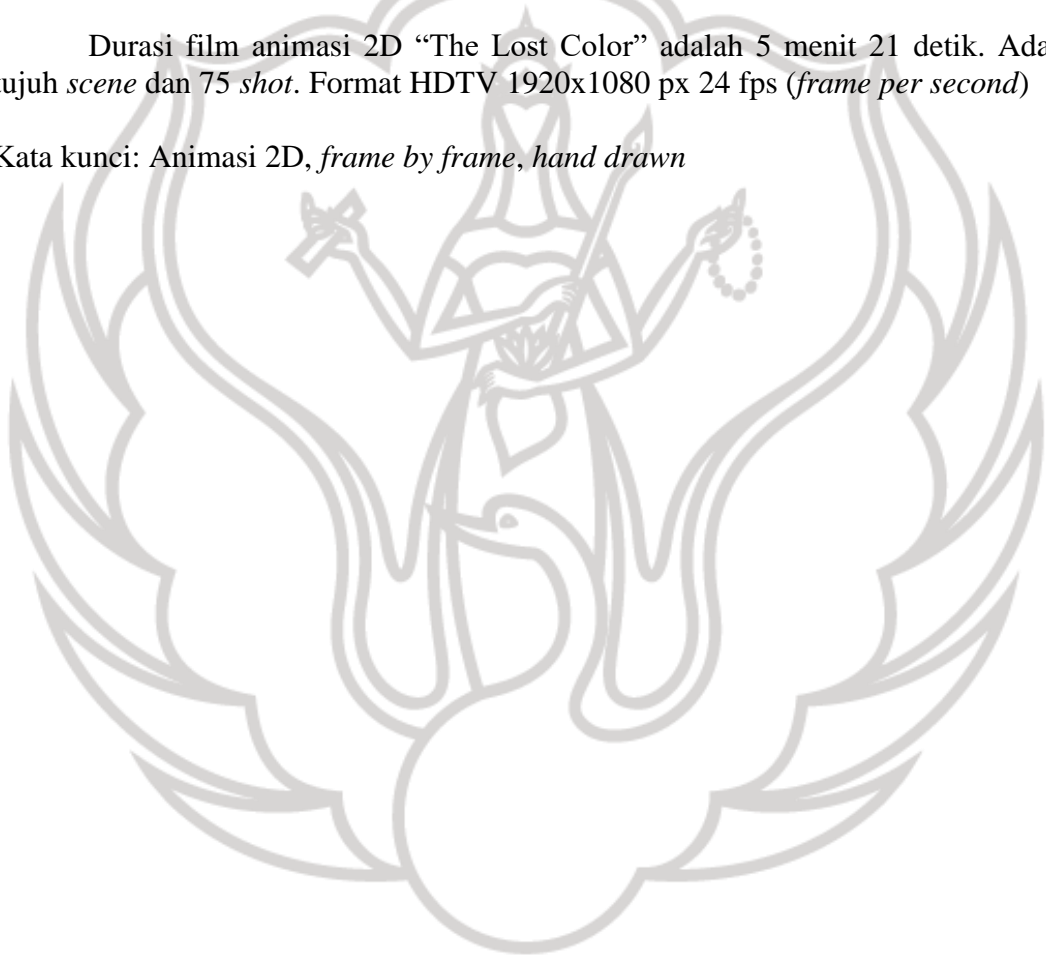 Durasi film animasi 2D “The Lost Color” adalah 5 menit 21 detik. Ada
tujuh scene dan 75 shot. Format HDTV 1920x1080 px 24 fps (frame per second)
Kata kunci: Animasi 2D, frame by frame, hand drawn